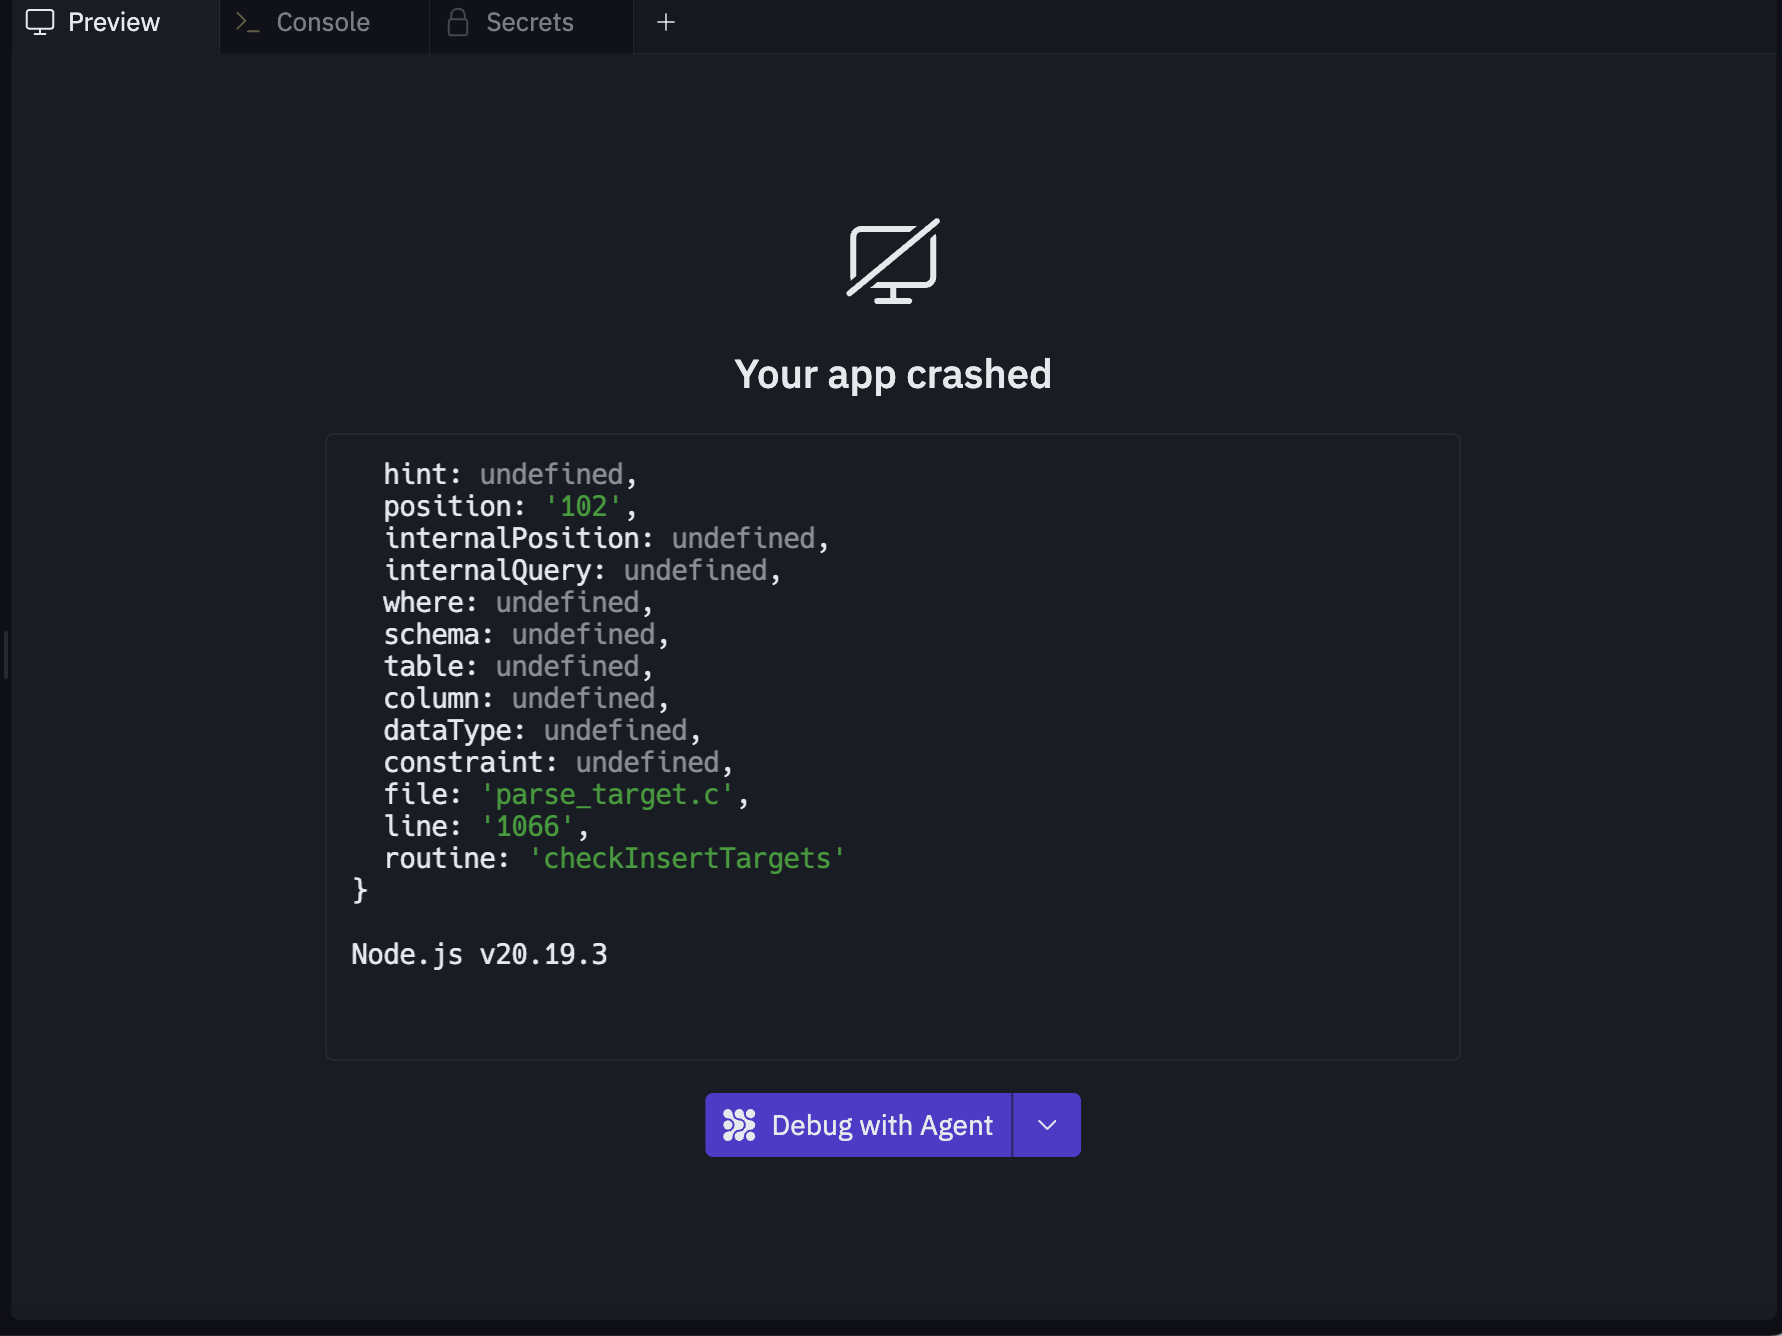 Preview
Console
Secrets
Your app crashed
hint: undefined,
position: '102',
internalPosition: undefined,
internalQuery: undefined,
where: undefined,
schema: undefined,
table: undefined,
column: undefined,
dataType: undefined,
constraint: undefined,
file: 'parse_target.c',
line: '1066',
routine: 'checkInsertTargets'
}
Node.js v20.19.3
Debug with Agent